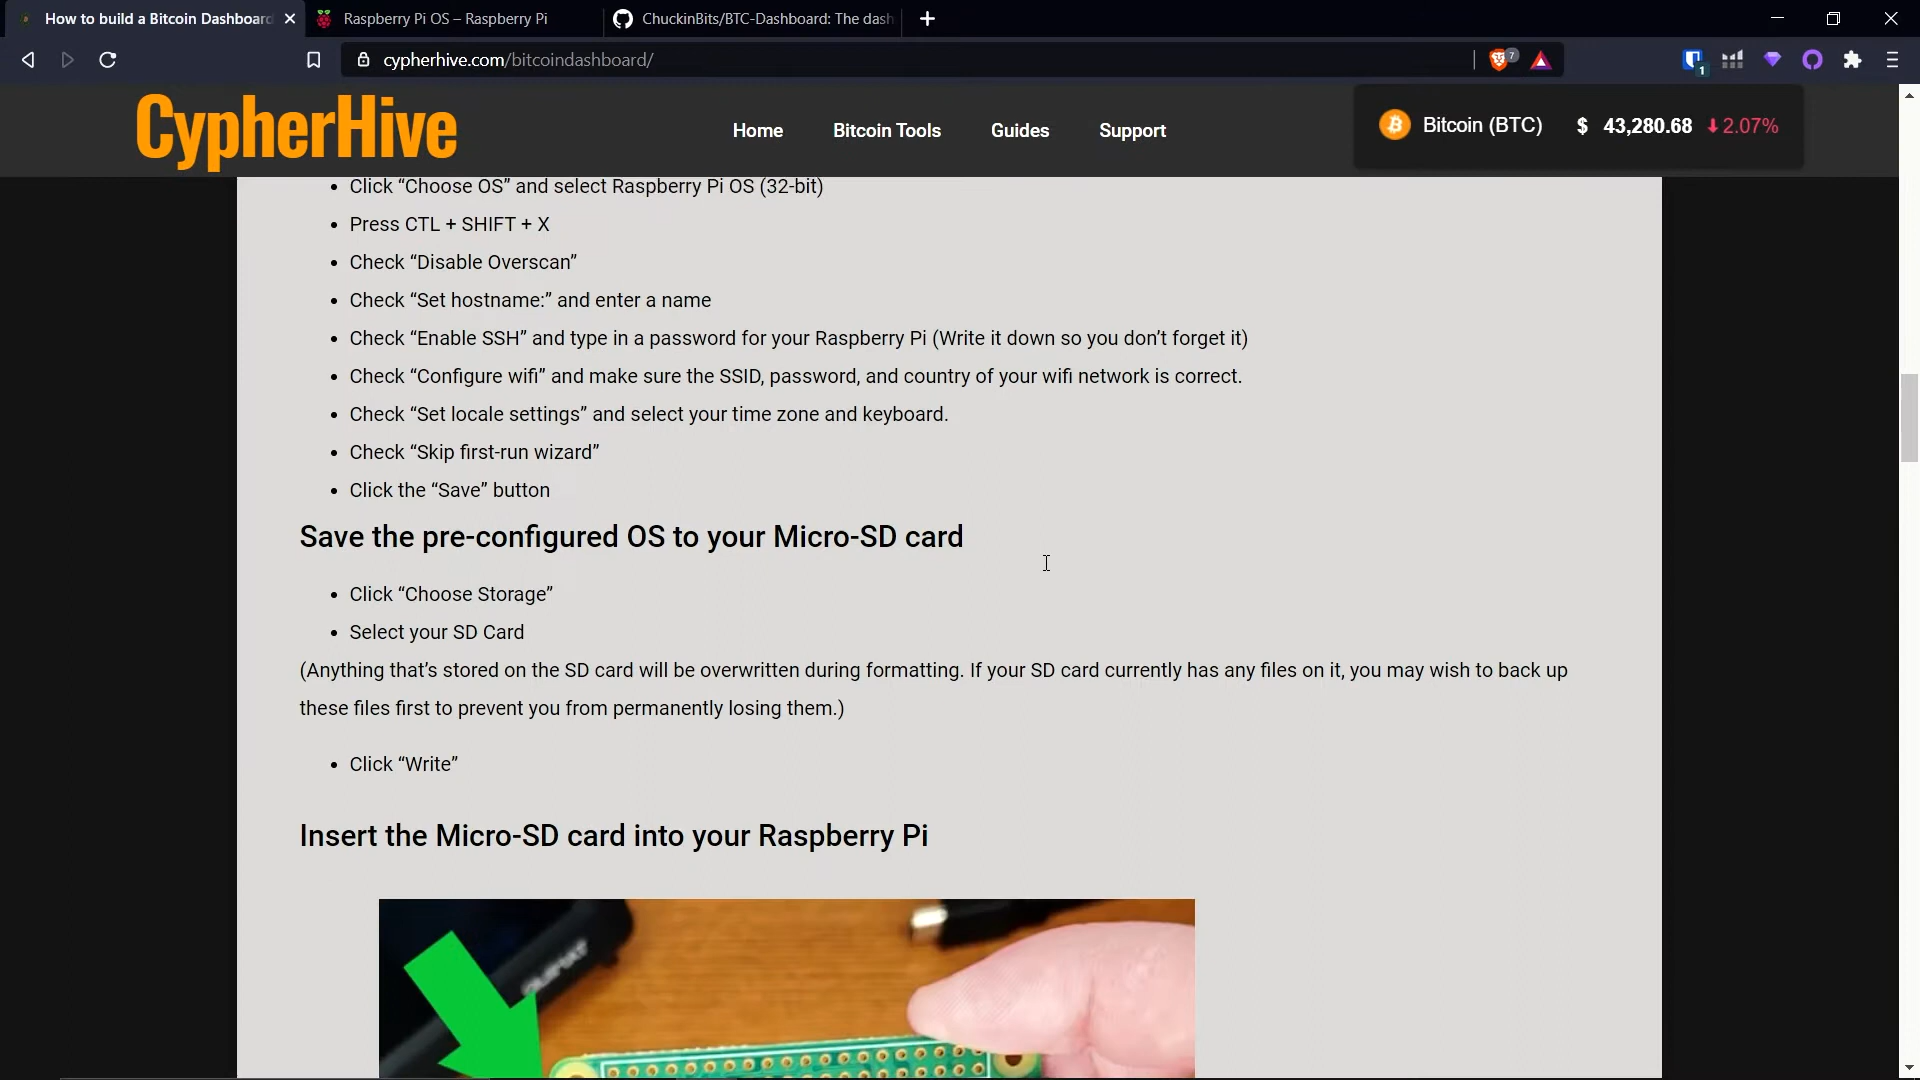 How to build a Bitcoin Dashboard
Raspberry Pi OS – Raspberry Pi
ChuckinBits/BTC-Dashboard: The dash
cypherhive.com/bitcoindashboard/
7
1
CypherHive
Home
Bitcoin Tools
Guides
Support
Bitcoin (BTC) $ 43,280.68 2.07%
• Click “Choose OS” and select Raspberry Pi OS (32-bit)
• Press CTL + SHIFT + X
• Check “Disable Overscan”
• Check “Set hostname:” and enter a name
• Check “Enable SSH” and type in a password for your Raspberry Pi (Write it down so you don’t forget it)
• Check “Configure wifi” and make sure the SSID, password, and country of your wifi network is correct.
• Check “Set locale settings” and select your time zone and keyboard.
• Check “Skip first-run wizard”
• Click the “Save” button
Save the pre-configured OS to your Micro-SD card
• Click “Choose Storage”
• Select your SD Card
(Anything that’s stored on the SD card will be overwritten during formatting. If your SD card currently has any files on it, you may wish to back up
these files first to prevent you from permanently losing them.)
• Click “Write”
Insert the Micro-SD card into your Raspberry Pi